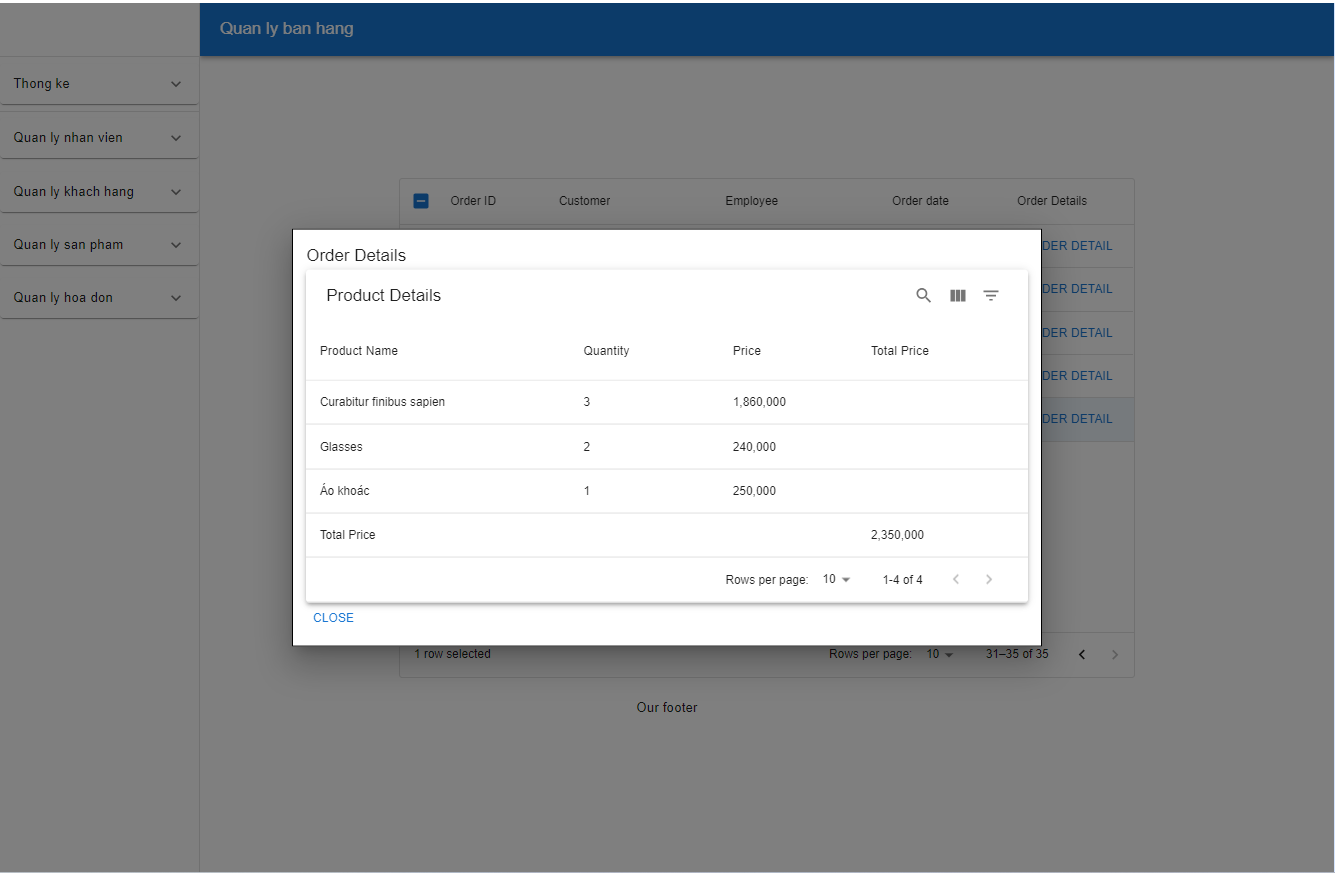 Quan ly ban hang
Thong ke
Quan ly nhan vien
Quan ly khach hang
Quan ly san pham
Quan ly hoa don
Order ID Customer Employee Order date Order Details
DER DETAIL
DER DETAIL
DER DETAIL
DER DETAIL
DER DETAIL
Order Details
Product Details
Product Name Quantity Price Total Price
Curabitur finibus sapien 3 1,860,000
Glasses 2 240,000
Áo khoác 1 250,000
Total Price 2,350,000
Rows per page: 10 1-4 of 4
CLOSE
1 row selected Rows per page: 10 31–35 of 35
Our footer